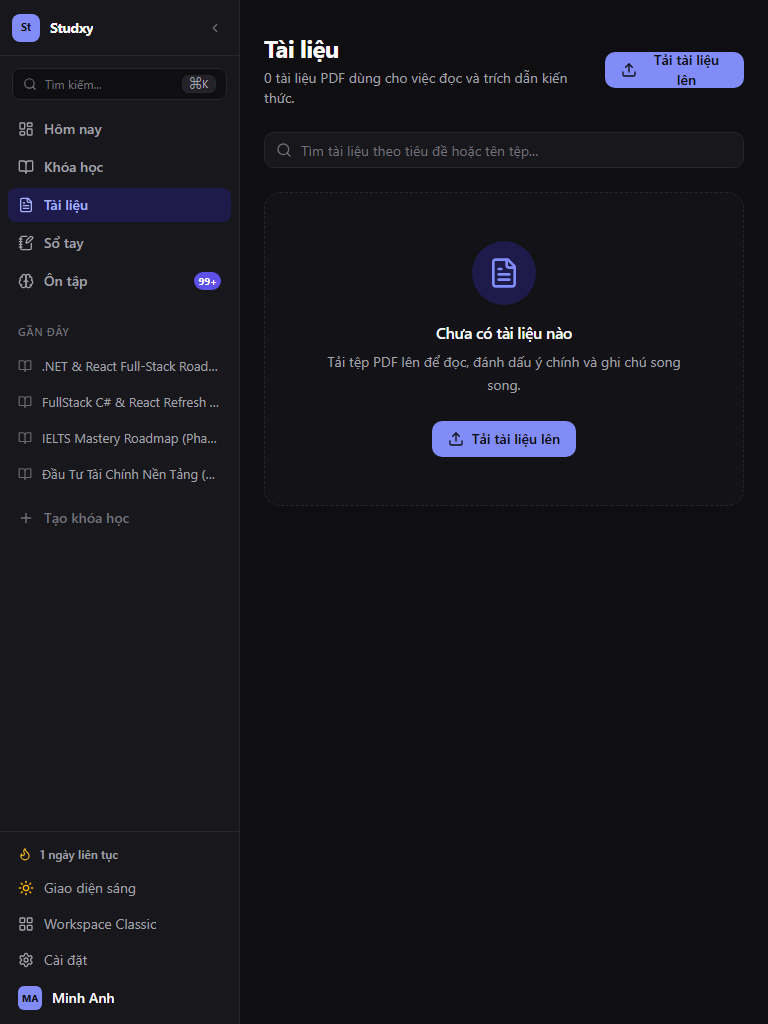 St Studxy
Tìm kiếm... ⌘K
Hôm nay
Khóa học
Tài liệu
Sổ tay
Ôn tập 99+
GẦN ĐÂY
.NET & React Full-Stack Road...
FullStack C# & React Refresh ...
IELTS Mastery Roadmap (Pha...
Đầu Tư Tài Chính Nền Tảng (...
Tạo khóa học
1 ngày liên tục
Giao diện sáng
Workspace Classic
Cài đặt
MA Minh Anh
Tài liệu
0 tài liệu PDF dùng cho việc đọc và trích dẫn kiến
thức.
Tải tài liệu
lên
Tìm tài liệu theo tiêu đề hoặc tên tệp...
Chưa có tài liệu nào
Tải tệp PDF lên để đọc, đánh dấu ý chính và ghi chú song
song.
Tải tài liệu lên